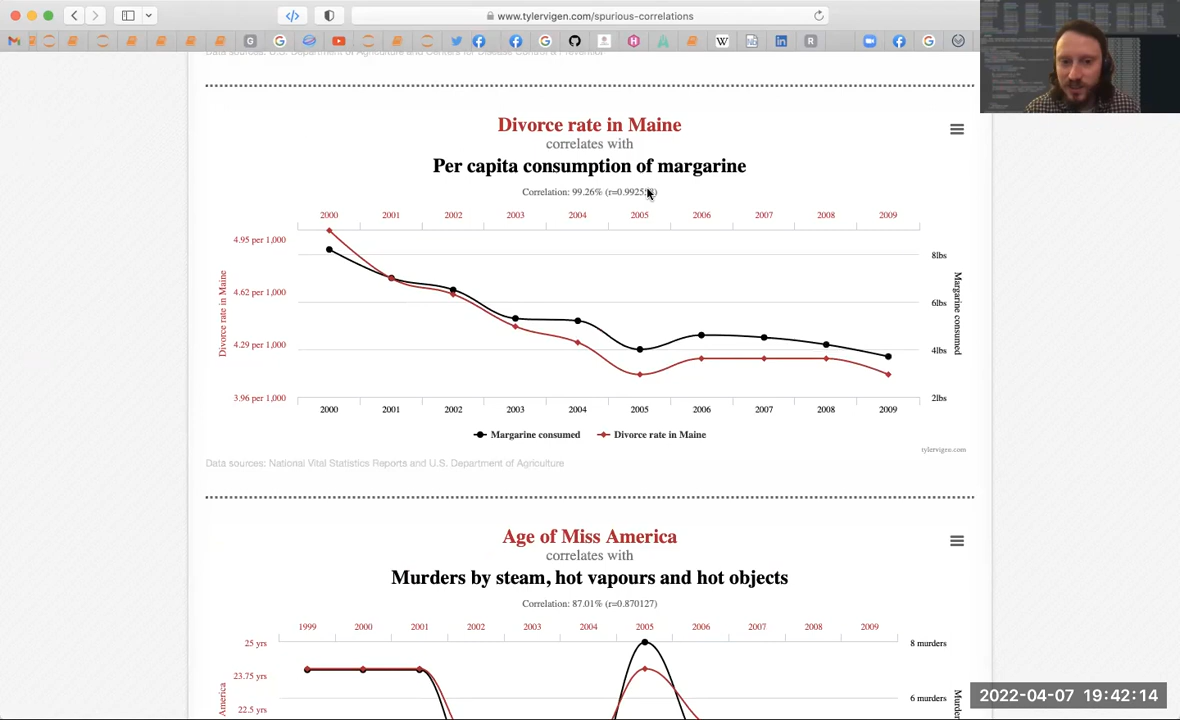 www.tylervigen.com/spurious-correlations
Divorce rate in Maine
correlates with
Per capita consumption of margarine
Correlation: 99.26% (r=0.9925
2000 2001 2002 2003 2004 2005 2006 2007 2008 2009
4.95 per 1,000
4.62 per 1,000
4.29 per 1,000
3.96 per 1,000
Divorce rate in Maine
8lbs
6lbs
4lbs
2lbs
Margarine consumed
2000 2001 2002 2003 2004 2005 2006 2007 2008 2009
Margarine consumed Divorce rate in Maine
tylervigen.com
Data sources: National Vital Statistics Reports and U.S. Department of Agriculture
Age of Miss America
correlates with
Murders by steam, hot vapours and hot objects
Correlation: 87.01% (r=0.870127)
1999 2000 2001 2002 2003 2004 2005 2006 2007 2008 2009
25 yrs
23.75 yrs
22.5 yrs
America
8 murders
6 murders
2022-04-07 19:42:14